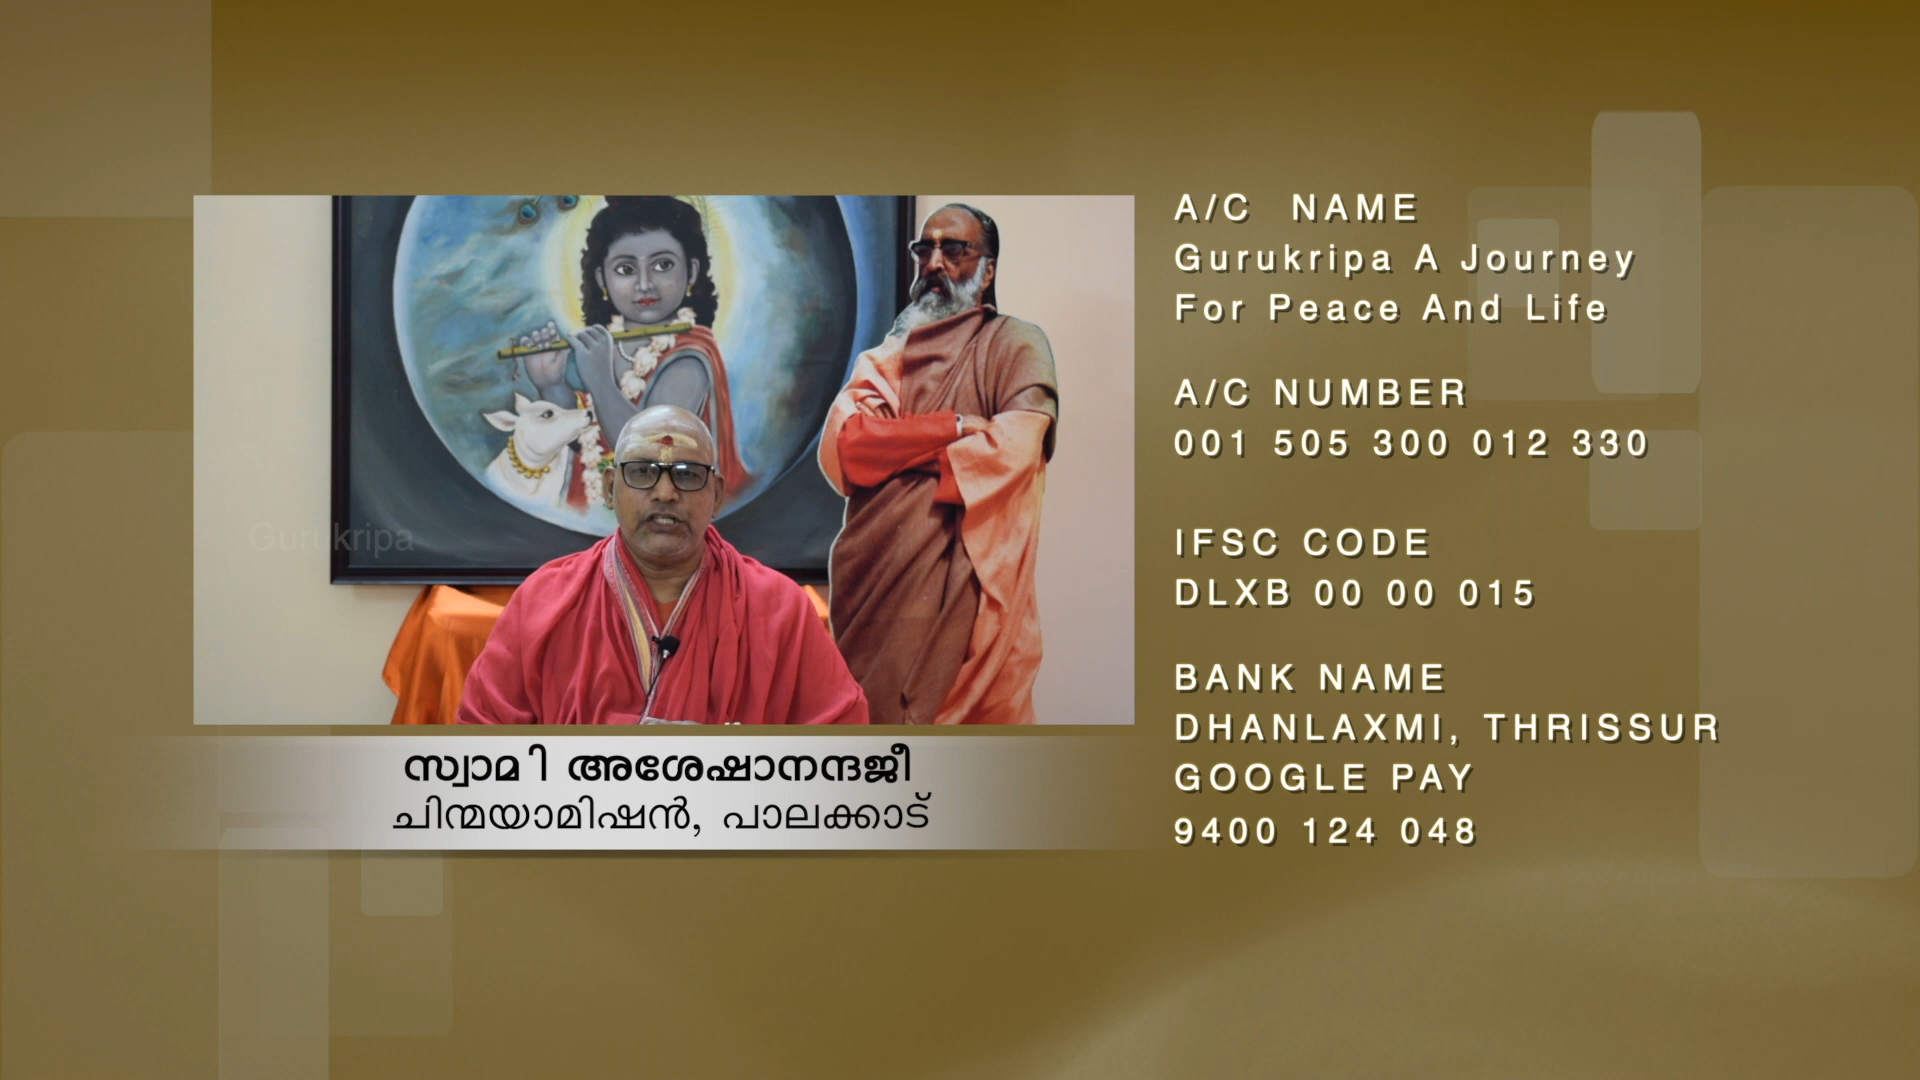 A/C NAME
Gurukripa A Journey
For Peace And Life
A/C NUMBER
001 505 300 012 330
IFSC CODE
DLXB 00 00 015
BANK NAME
DHANLAXMI, THRISSUR
GOOGLE PAY
9400 124 048
Gurukripa
സ്വാമി അശേഷാനന്ദജീ
ചിന്മയാമിഷൻ, പാലക്കാട്